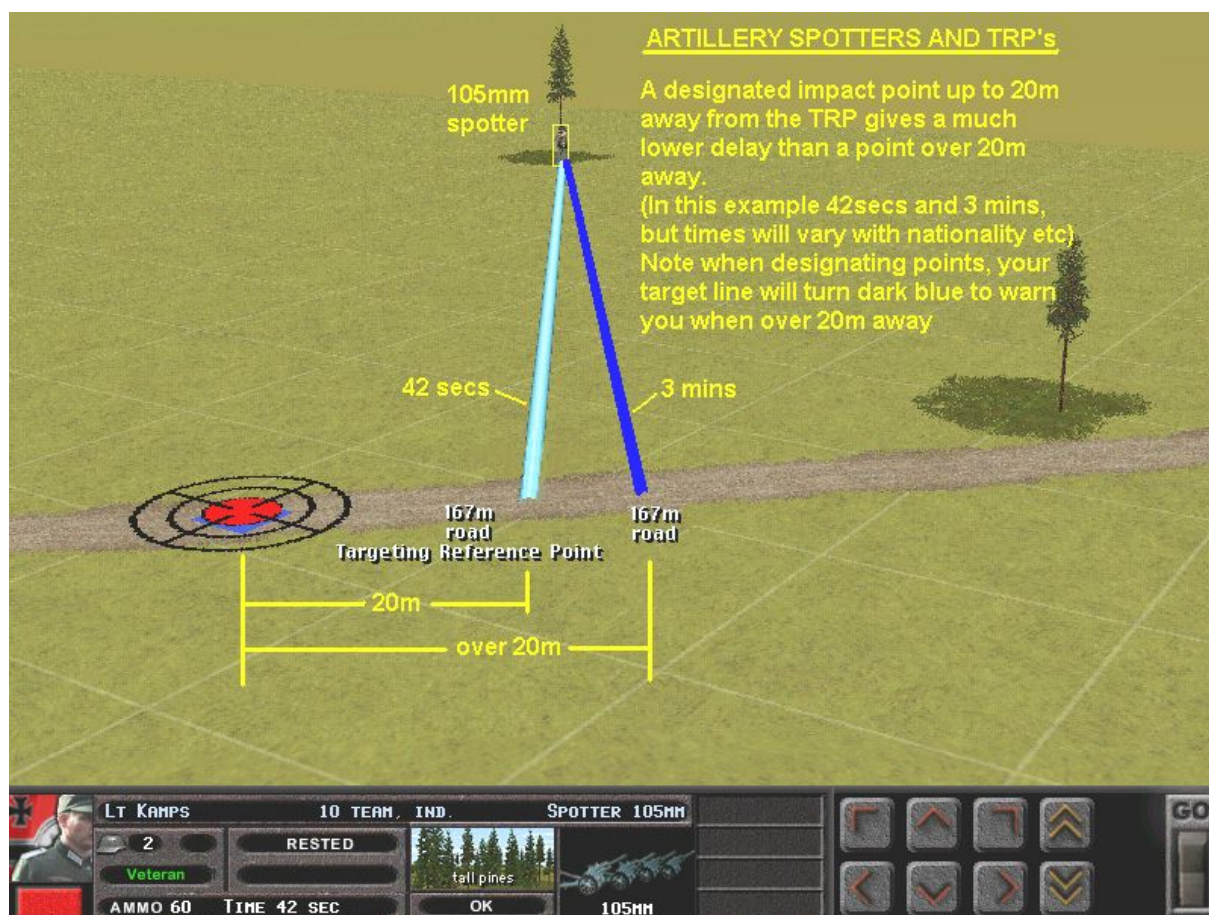 ARTILLERY SPOTTERS AND TRP's
105mm
spotter
A designated impact point up to 20m
away from the TRP gives a much
lower delay than a point over 20m
away.
(In this example 42secs and 3 mins,
but times will vary with nationality etc)
Note when designating points, your
target line will turn dark blue to warn
you when over 20m away
42 secs
3 mins
167m
road
Targeting Reference Point
167m
road
20m
over 20m
LT KAMPS 10 TEAM, IND. SPOTTER 105MM
2 RESTED
Veteran tall pines
AMMO 60 TIME 42 SEC OK 105MM
GO